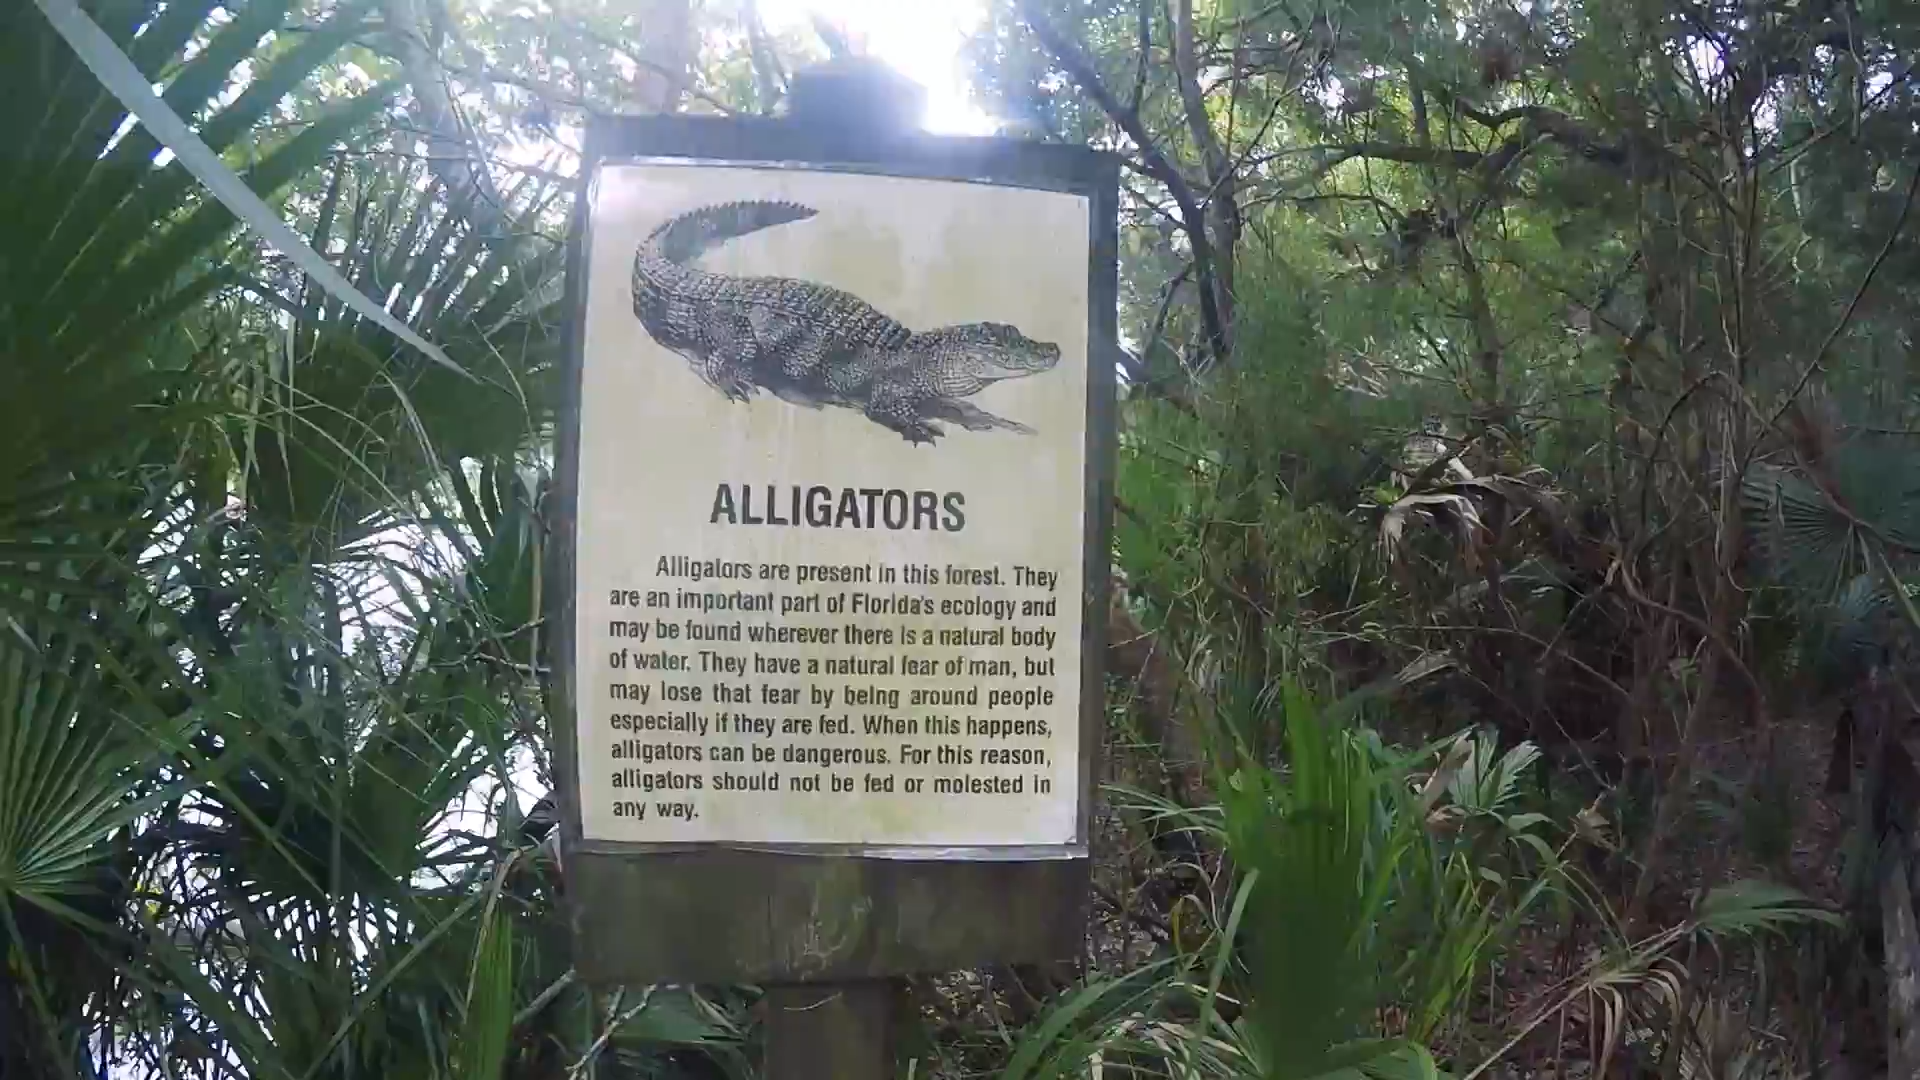 ALLIGATORS
Alligators are present in this forest. They
are an important part of Florida's ecology and
may be found wherever there is a natural body
of water. They have a natural fear of man, but
may lose that fear by being around people
especially if they are fed. When this happens,
alligators can be dangerous. For this reason,
alligators should not be fed or molested in
any way.